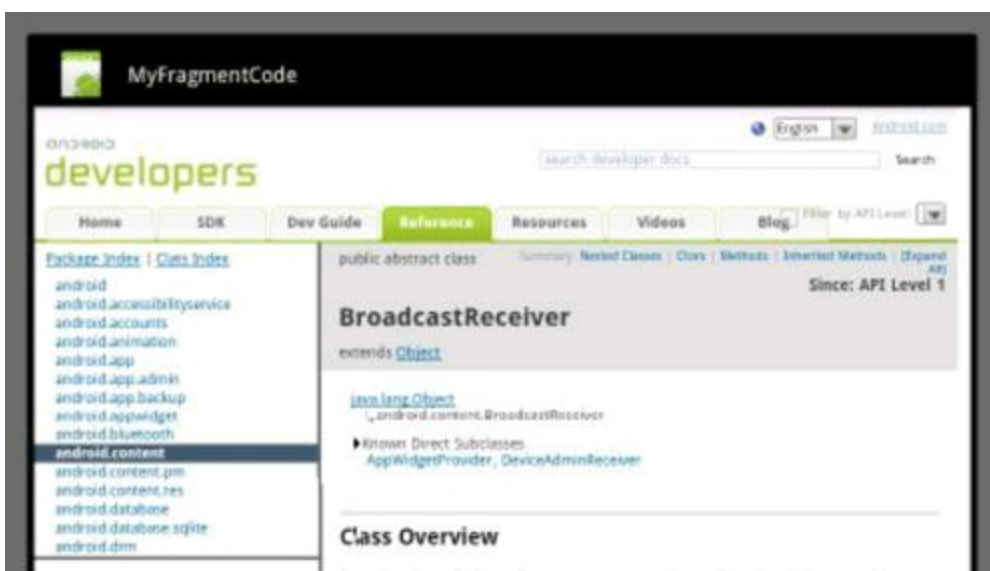 MyFragmentCode
English
Android.com
android
developers
search developer docs
Search
Home
SDK
Dev Guide
Reference
Resources
Videos
Blog
Filter by API Level:
Package Index | Class Index
android
android.accessibilityservice
android.accounts
android.animation
android.app
android.app.admin
android.app.backup
android.appwidget
android.bluetooth
android.content
android.content.pm
android.content.res
android.database
android.database.sqlite
android.drm
public abstract class
Summary: Nested Classes | Ctors | Methods | Inherited Methods | [Expand
All]
Since: API Level 1
BroadcastReceiver
extends Object
java.lang.Object
android.content.BroadcastReceiver
Known Direct Subclasses
AppWidgetProvider, DeviceAdminReceiver
Class Overview